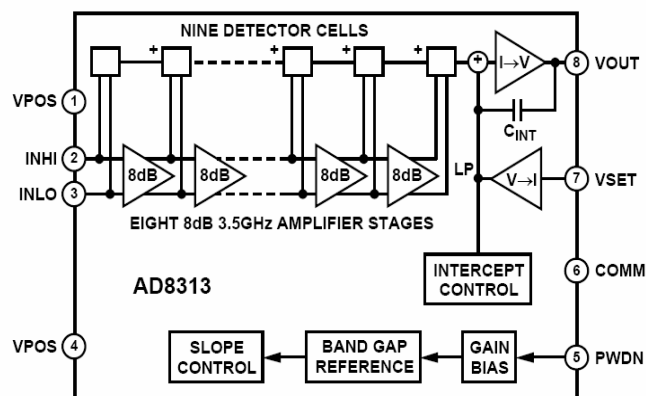 NINE DETECTOR CELLS
+ + + + +
I→V
8 VOUT
VPOS 1
CINT
INHI 2
8dB 8dB 8dB 8dB
LP
V→I
7 VSET
INLO 3
EIGHT 8dB 3.5GHz AMPLIFIER STAGES
INTERCEPT
CONTROL
6 COMM
AD8313
VPOS 4
SLOPE
CONTROL
BAND GAP
REFERENCE
GAIN
BIAS
5 PWDN